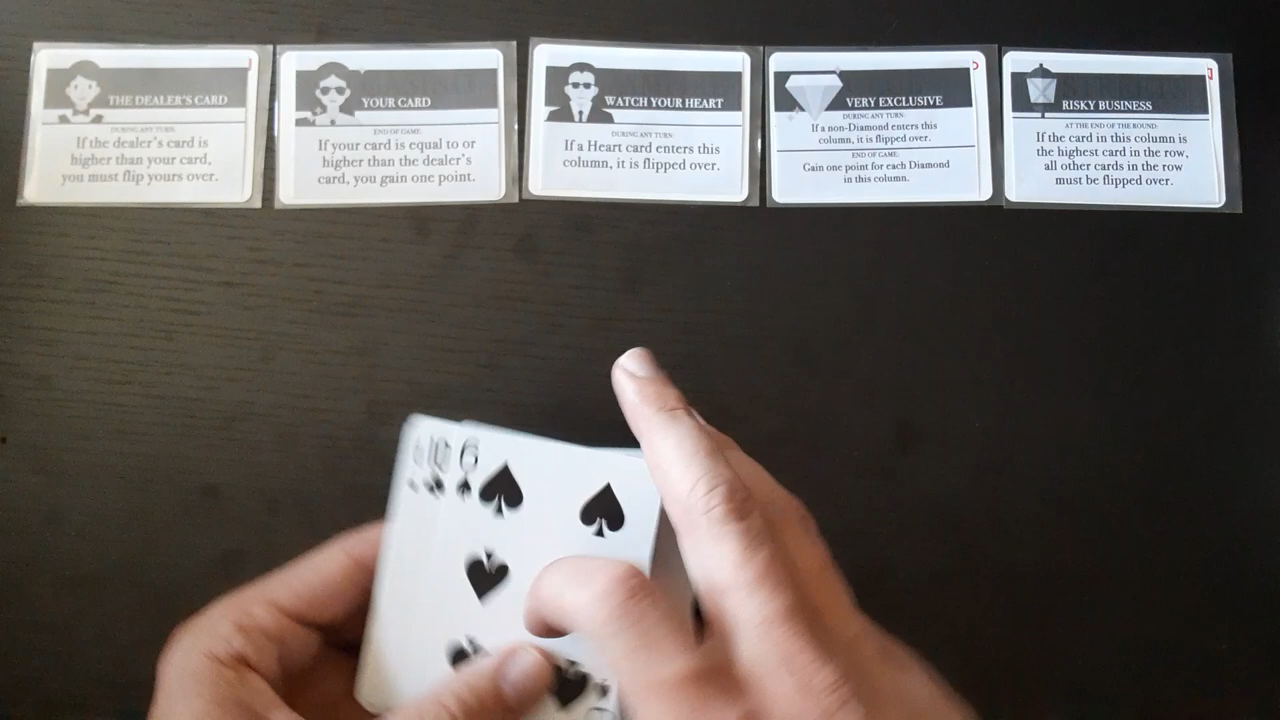 THE DEALER'S CARD
DURING ANY TURN:
If the dealer's card is
higher than your card,
you must flip yours over.
YOUR CARD
END OF GAME:
If your card is equal to or
higher than the dealer's
card, you gain one point.
WATCH YOUR HEART
DURING ANY TURN:
If a Heart card enters this
column, it is flipped over.
VERY EXCLUSIVE
DURING ANY TURN:
If a non-Diamond enters this
column, it is flipped over.
END OF GAME:
Gain one point for each Diamond
in this column.
RISKY BUSINESS
AT THE END OF THE ROUND:
If the card in this column is
the highest card in the row,
all other cards in the row
must be flipped over.
10 6